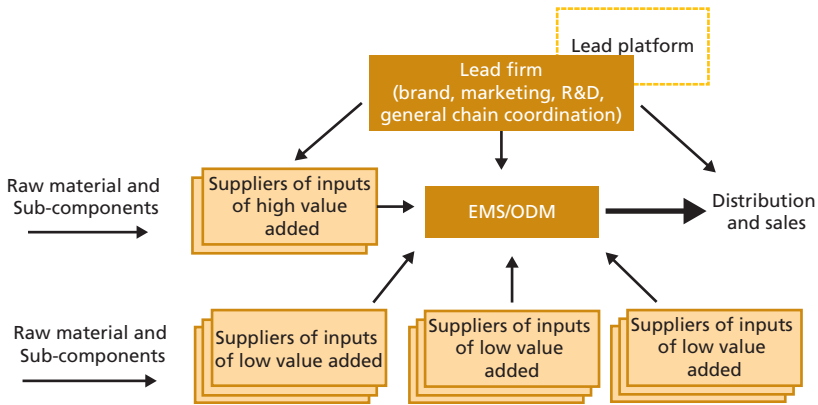 Lead platform
Lead firm
(brand, marketing, R&D,
general chain coordination)
Raw material and
Sub-components
Suppliers of inputs
of high value
added
EMS/ODM
Distribution
and sales
Raw material and
Sub-components
Suppliers of inputs
of low value added
Suppliers of inputs
of low value
added
Suppliers of inputs
of low value
added